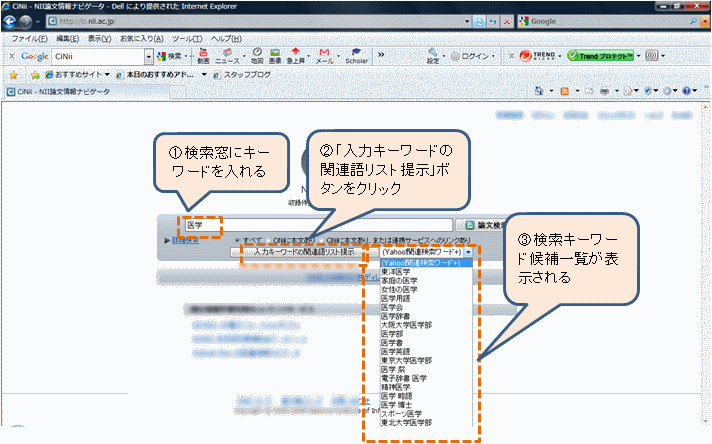 CiNii - NII論文情報ナビゲータ - Dell により提供された Internet Explorer
http://ci.nii.ac.jp/
Google
ファイル(F) 編集(E) 表示(V) お気に入り(A) ツール(T) ヘルプ(H)
x Google CiNii 検索 動画 ニュース 地図 画像 急上昇 メール Scholar 設定 ログイン x TREND MICRO Trend プロテクト
おすすめサイト 本日のおすすめアド... スタッフブログ
CiNii - NII論文情報ナビゲータ
①検索窓にキー
ワードを入れる
②「入力キーワードの
関連語リスト提示」ボ
タンをクリック
N
収録件
医学
論文検索
詳細検索
すべて CiNiiに本文あり CiNiiに本文あり、または連携サービスへのリンクあり
入力キーワードの関連語リスト提示
(Yahoo関連検索ワード+)
(Yahoo関連検索ワード+)
東洋医学
家庭の医学
女性の医学
医学用語
医学会
医学辞書
大阪大学医学部
医学部
医学書
医学英語
東京大学医学部
医学 髪
電子辞書 医学
精神医学
医学 略語
医学 博士
スポーツ医学
東北大学医学部
③検索キーワー
ド候補一覧が表
示される